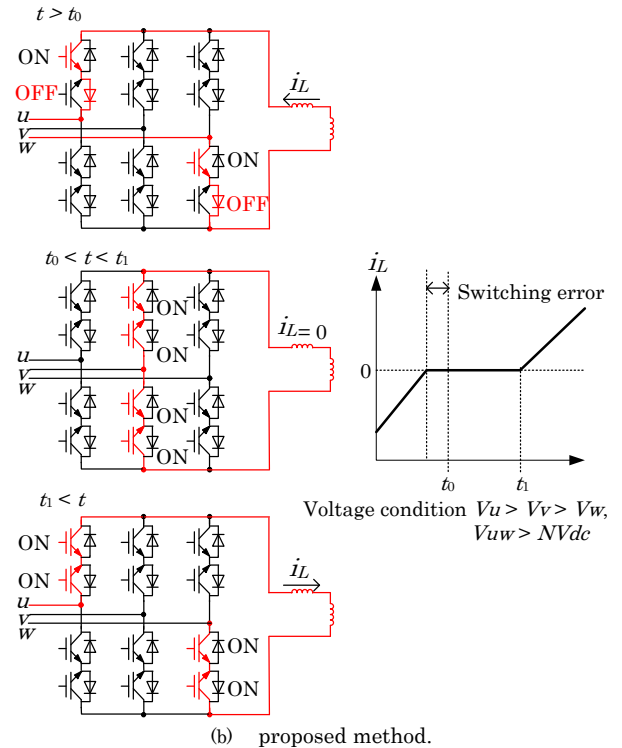 t > t0
ON
OFF
u
v
w
iL
ON
OFF
t0 < t < t1
ON
ON
u
v
w
ON
ON
iL= 0
iL
Switching error
0
t0
t1
Voltage condition Vu > Vv > Vw,
Vuw > NVdc
t1 < t
ON
ON
u
v
w
iL
ON
ON
(b) proposed method.